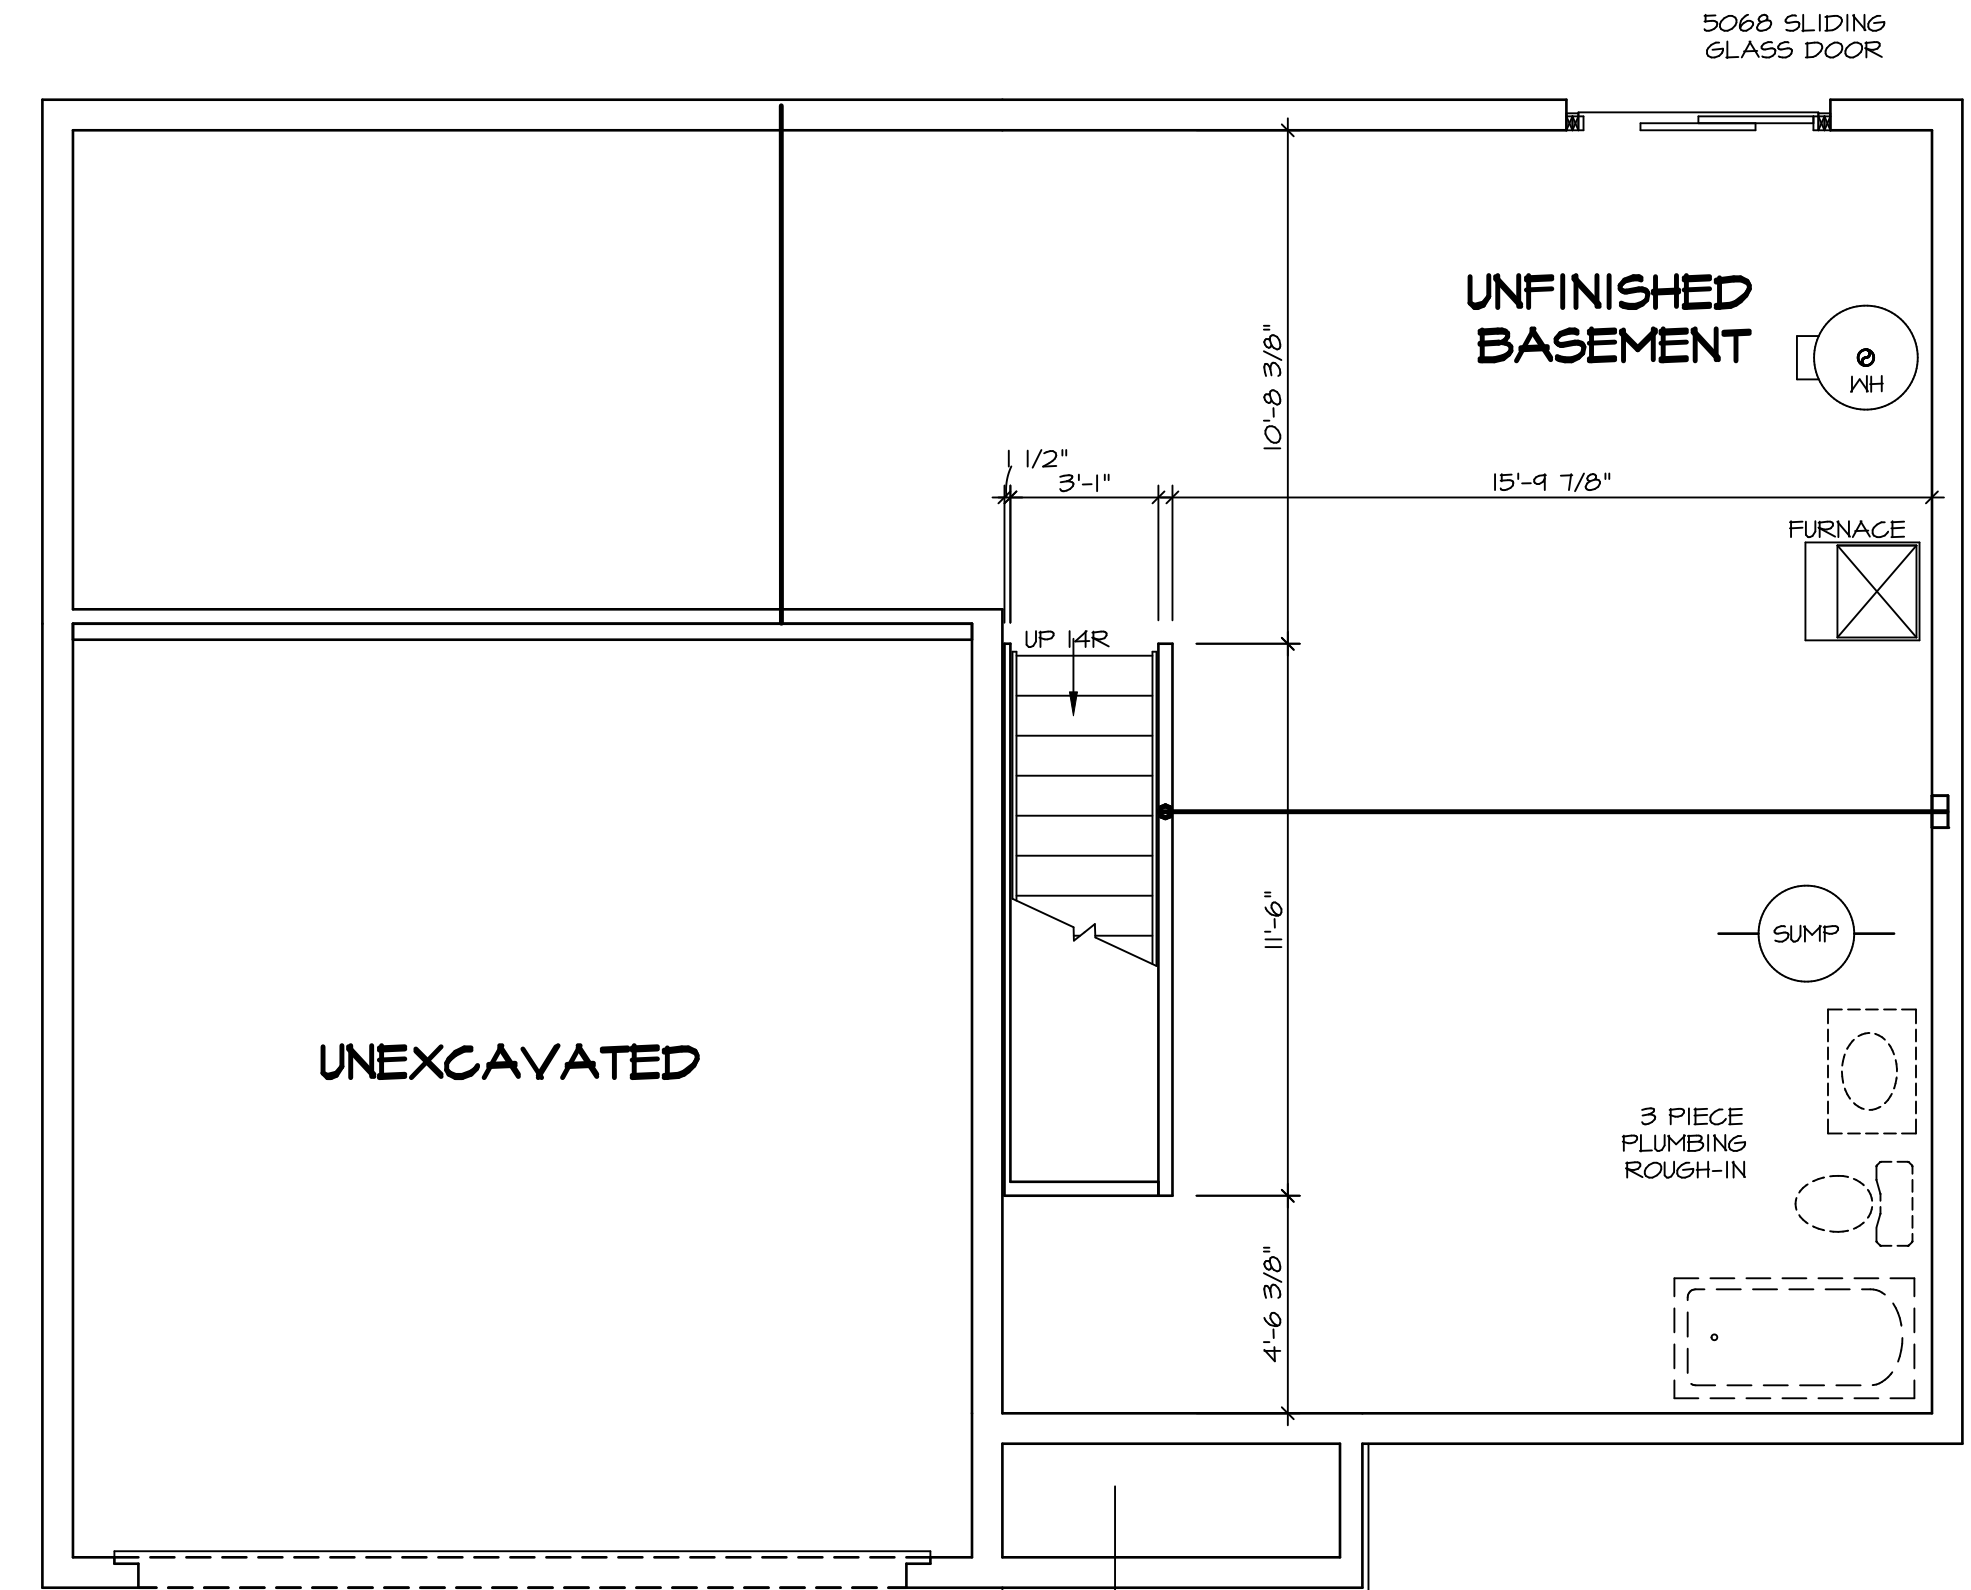 5068 SLIDING
GLASS DOOR
UNFINISHED
BASEMENT
WH
10'-8 3/8"
1 1/2"
3'-1"
15'-9 7/8"
FURNACE
UP 14R
11'-6"
SUMP
UNEXCAVATED
3 PIECE
PLUMBING
ROUGH-IN
4'-6 3/8"